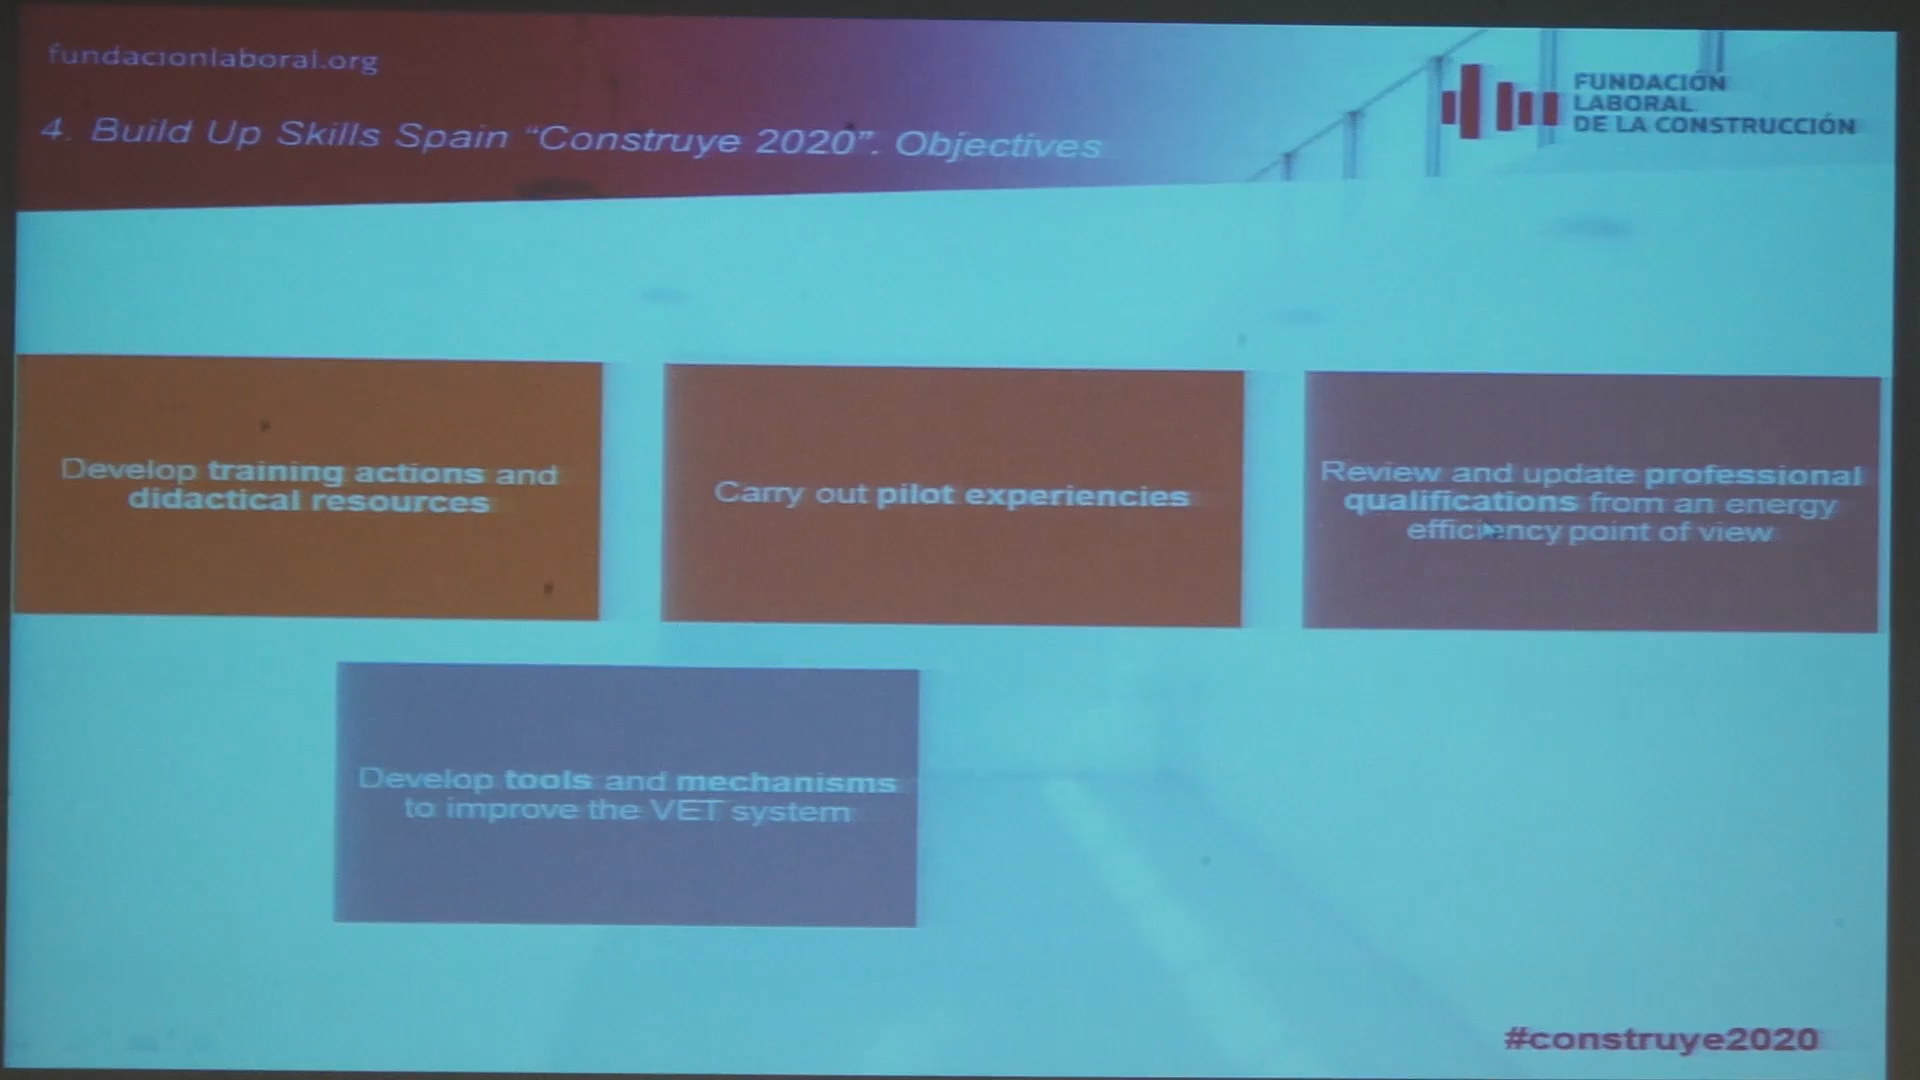 fundacionlaboral.org
4. Build Up Skills Spain “Construye 2020”. Objectives
FUNDACIÓN
LABORAL
DE LA CONSTRUCCIÓN
Develop training actions and
didactical resources
Carry out pilot experiencies
Review and update professional
qualifications from an energy
efficiency point of view
Develop tools and mechanisms
to improve the VET system
#construye2020